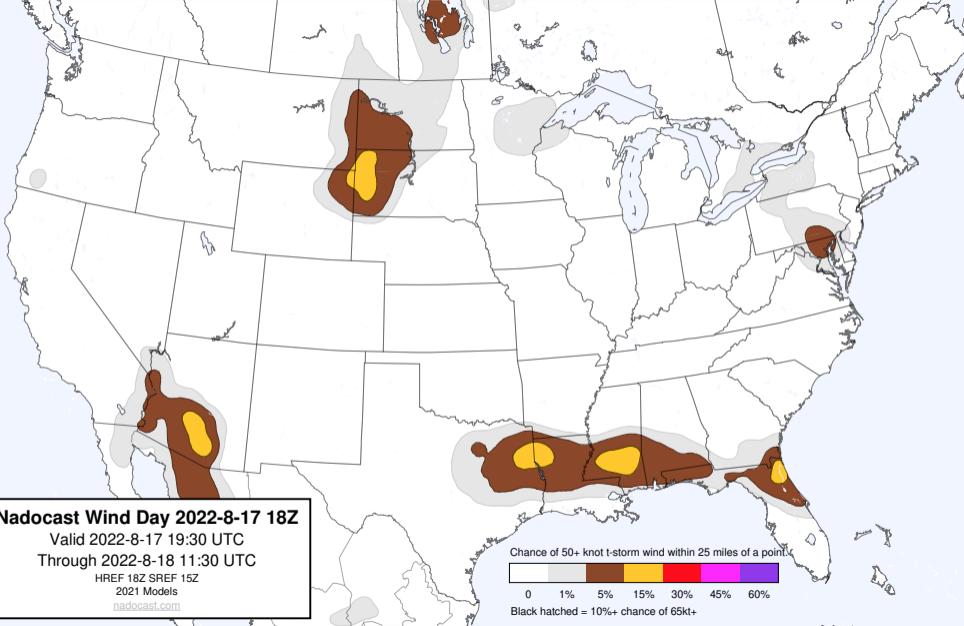 Nadocast Wind Day 2022-8-17 18Z
Valid 2022-8-17 19:30 UTC
Through 2022-8-18 11:30 UTC
HREF 18Z SREF 15Z
2021 Models
nadocast.com
Chance of 50+ knot t-storm wind within 25 miles of a point.
0 1% 5% 15% 30% 45% 60%
Black hatched = 10%+ chance of 65kt+